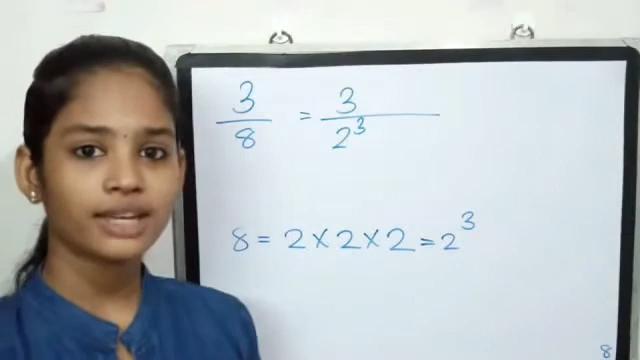 3/8 = 3/2³
8 = 2 × 2 × 2 = 2³
8